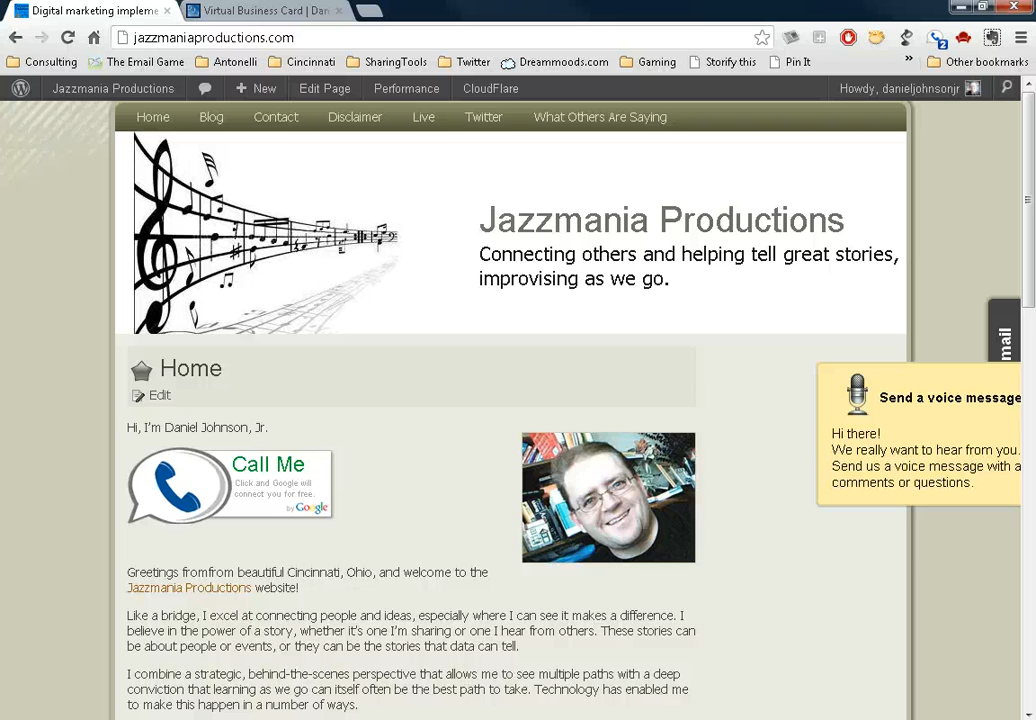 Digital marketing implem
Virtual Business Card | Dan
jazzmaniaproductions.com
2
Consulting
The Email Game
Antonelli
Cincinnati
SharingTools
Twitter
Dreammoods.com
Gaming
Storify this
Pin It
»
Other bookmarks
Jazzmania Productions
+ New
Edit Page
Performance
CloudFlare
Howdy, danieljohnsonjr
Home
Blog
Contact
Disclaimer
Live
Twitter
What Others Are Saying
Jazzmania Productions
Connecting others and helping tell great stories,
improvising as we go.
mail
Home
Edit
Send a voice message
Hi there!
We really want to hear from you.
Send us a voice message with a
comments or questions.
Hi, I'm Daniel Johnson, Jr.
Call Me
Click and Google will
connect you for free.
by Google
Greetings fromfrom beautiful Cincinnati, Ohio, and welcome to the
Jazzmania Productions website!
Like a bridge, I excel at connecting people and ideas, especially where I can see it makes a difference. I
believe in the power of a story, whether it's one I'm sharing or one I hear from others. These stories can
be about people or events, or they can be the stories that data can tell.
I combine a strategic, behind-the-scenes perspective that allows me to see multiple paths with a deep
conviction that learning as we go can itself often be the best path to take. Technology has enabled me
to make this happen in a number of ways.